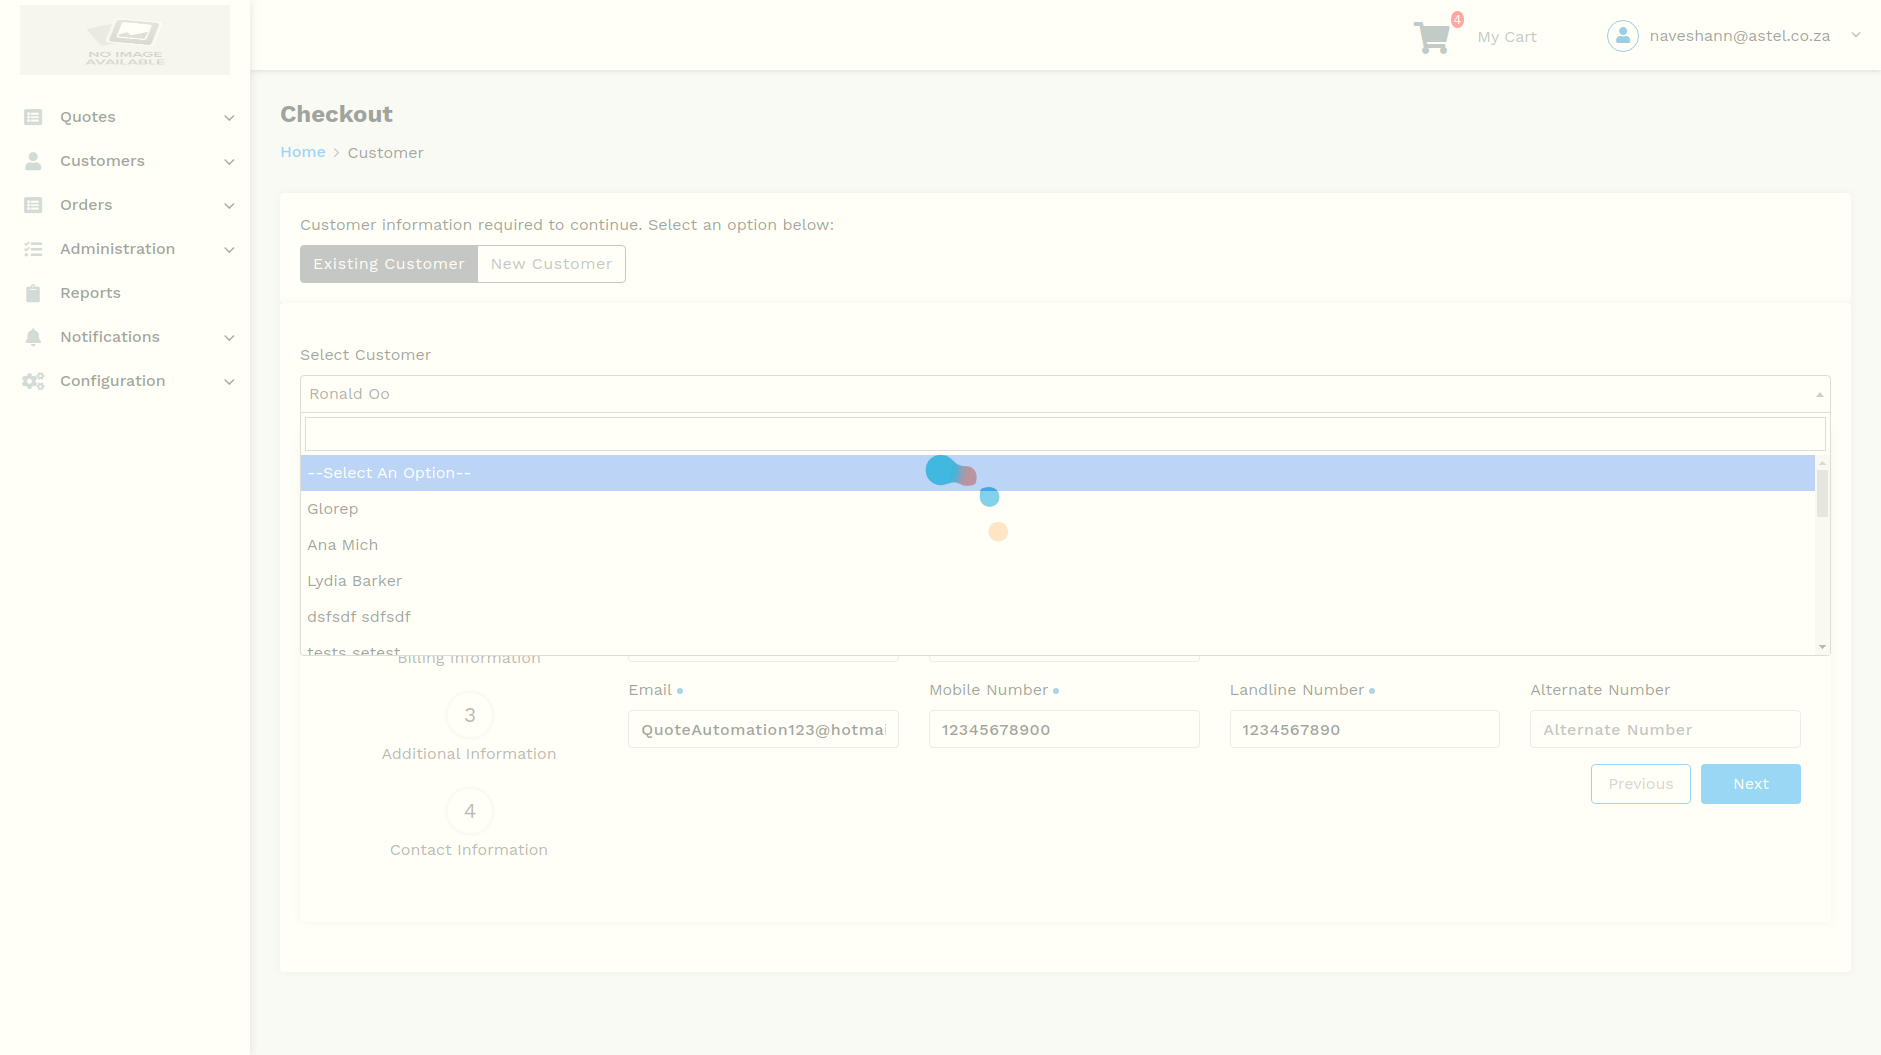 NO IMAGE
AVAILABLE
4
My Cart
naveshann@astel.co.za
Quotes
Customers
Orders
Administration
Reports
Notifications
Configuration
Checkout
Home > Customer
Customer information required to continue. Select an option below:
Existing Customer
New Customer
Select Customer
Ronald Oo
--Select An Option--
Glorep
Ana Mich
Lydia Barker
dsfsdf sdfsdf
tests setest
Billing Information
3
Additional Information
4
Contact Information
Email
Mobile Number
Landline Number
Alternate Number
QuoteAutomation123@hotmai
12345678900
1234567890
Alternate Number
Previous
Next